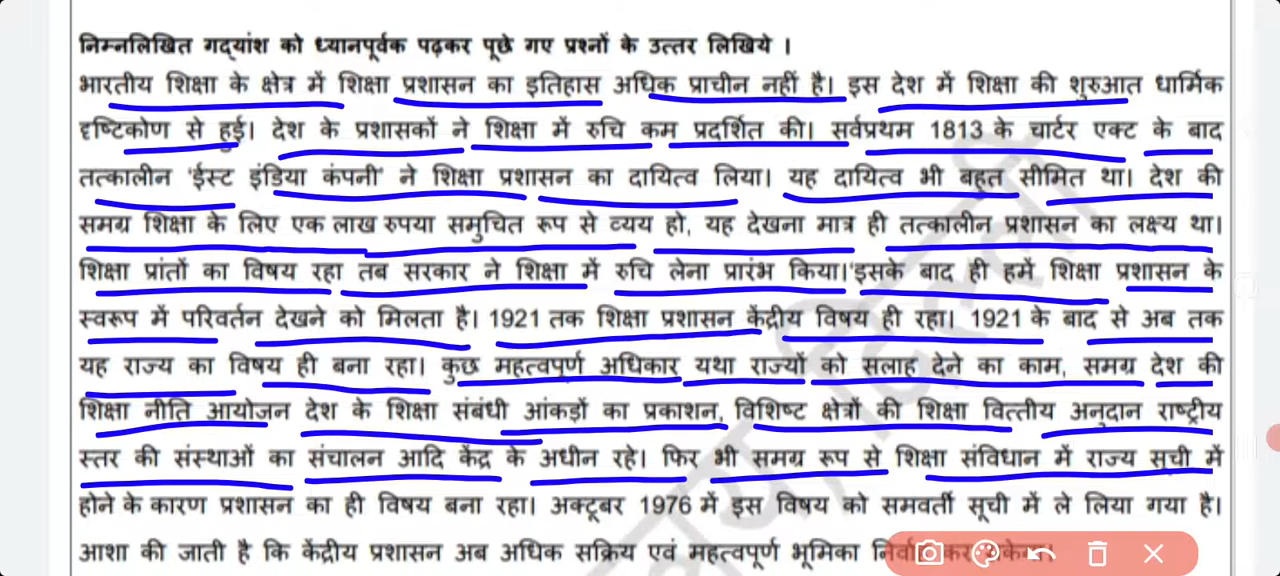 निम्नलिखित गद्यांश को ध्यानपूर्वक पढ़कर पूछे गए प्रश्नों के उत्तर लिखिये ।
भारतीय शिक्षा के क्षेत्र में शिक्षा प्रशासन का इतिहास अधिक प्राचीन नहीं है। इस देश में शिक्षा की शुरुआत धार्मिक
दृष्टिकोण से हुई। देश के प्रशासकों ने शिक्षा में रुचि कम प्रदर्शित की। सर्वप्रथम 1813 के चार्टर एक्ट के बाद
तत्कालीन 'ईस्ट इंडिया कंपनी' ने शिक्षा प्रशासन का दायित्व लिया। यह दायित्व भी बहुत सीमित था। देश की
समग्र शिक्षा के लिए एक लाख रुपया समुचित रूप से व्यय हो, यह देखना मात्र ही तत्कालीन प्रशासन का लक्ष्य था।
शिक्षा प्रांतों का विषय रहा तब सरकार ने शिक्षा में रुचि लेना प्रारंभ किया।'इसके बाद ही हमें शिक्षा प्रशासन के
स्वरूप में परिवर्तन देखने को मिलता है। 1921 तक शिक्षा प्रशासन केंद्रीय विषय ही रहा। 1921 के बाद से अब तक
यह राज्य का विषय ही बना रहा। कुछ महत्वपूर्ण अधिकार यथा राज्यों को सलाह देने का काम, समग्र देश की
शिक्षा नीति आयोजन देश के शिक्षा संबंधी आंकड़ों का प्रकाशन, विशिष्ट क्षेत्रों की शिक्षा वित्तीय अनुदान राष्ट्रीय
स्तर की संस्थाओं का संचालन आदि केंद्र के अधीन रहे। फिर भी समग्र रूप से शिक्षा संविधान में राज्य सूची में
होने के कारण प्रशासन का ही विषय बना रहा। अक्टूबर 1976 में इस विषय को समवर्ती सूची में ले लिया गया है।
आशा की जाती है कि केंद्रीय प्रशासन अब अधिक सक्रिय एवं महत्वपूर्ण भूमिका